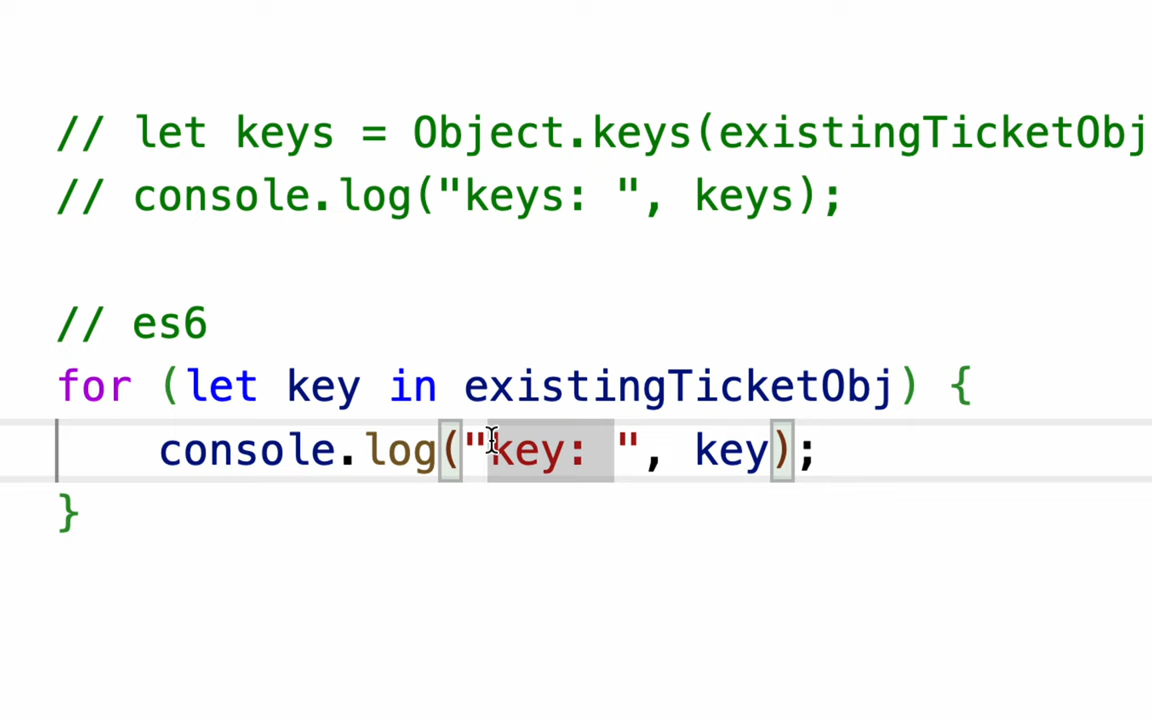 // let keys = Object.keys(existingTicketObj
// console.log("keys: ", keys);
// es6
for (let key in existingTicketObj) {
console.log("key: ", key);
}